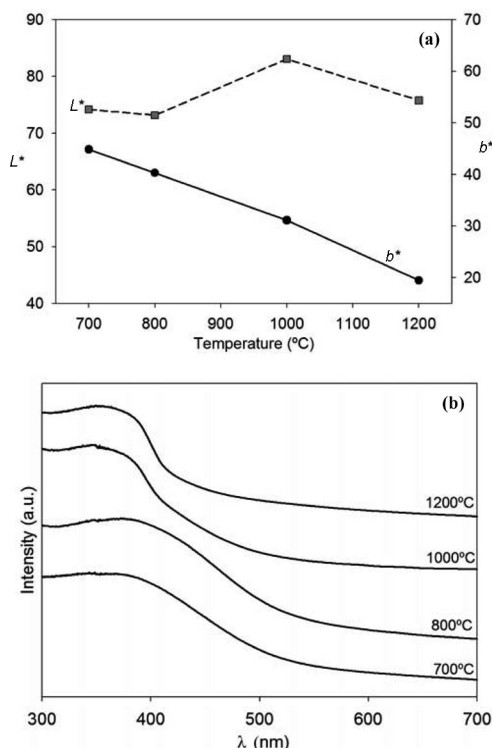 (a)
90
80
70
60
50
40
L*
L*
70
60
50
40
30
20
b*
b*
700
800
900
1000
1100
1200
Temperature (ºC)
(b)
Intensity (a.u.)
1200ºC
1000ºC
800ºC
700ºC
300
400
500
600
700
λ (nm)